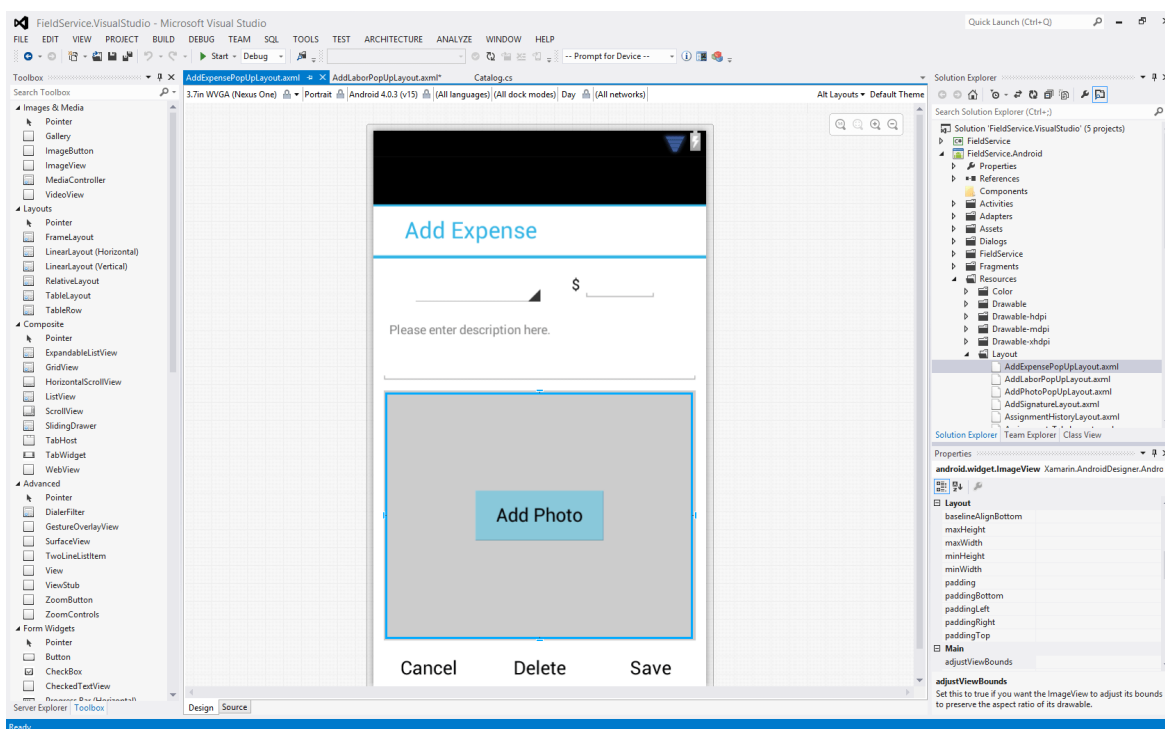 FieldService.VisualStudio - Microsoft Visual Studio
Quick Launch (Ctrl+Q)
FILE EDIT VIEW PROJECT BUILD DEBUG TEAM SQL TOOLS TEST ARCHITECTURE ANALYZE WINDOW HELP
Start - Debug -- Prompt for Device --
Toolbox
Search Toolbox
Images & Media
Pointer
Gallery
ImageButton
ImageView
MediaController
VideoView
Layouts
Pointer
FrameLayout
LinearLayout (Horizontal)
LinearLayout (Vertical)
RelativeLayout
TableLayout
TableRow
Composite
Pointer
ExpandableListView
GridView
HorizontalScrollView
ListView
ScrollView
SlidingDrawer
TabHost
TabWidget
WebView
Advanced
Pointer
DialerFilter
GestureOverlayView
SurfaceView
TwoLineListItem
View
ViewStub
ZoomButton
ZoomControls
Form Widgets
Pointer
Button
CheckBox
CheckedTextView
Progress Bar (Horizontal)
Server Explorer Toolbox
AddExpensePopUpLayout.axml AddLaborPopUpLayout.axml* Catalog.cs
3.7in WVGA (Nexus One) Portrait Android 4.0.3 (v15) (All languages) (All dock modes) Day (All networks) Alt Layouts Default Theme
Add Expense
$
Please enter description here.
Add Photo
Cancel Delete Save
Design Source
Solution Explorer
Search Solution Explorer (Ctrl+;)
Solution 'FieldService.VisualStudio' (5 projects)
FieldService
FieldService.Android
Properties
References
Components
Activities
Adapters
Assets
Dialogs
FieldService
Fragments
Resources
Color
Drawable
Drawable-hdpi
Drawable-mdpi
Drawable-xhdpi
Layout
AddExpensePopUpLayout.axml
AddLaborPopUpLayout.axml
AddPhotoPopUpLayout.axml
AddSignatureLayout.axml
AssignmentHistoryLayout.axml
Solution Explorer Team Explorer Class View
Properties
android.widget.ImageView Xamarin.AndroidDesigner.Andro
Layout
baselineAlignBottom
maxHeight
maxWidth
minHeight
minWidth
padding
paddingBottom
paddingLeft
paddingRight
paddingTop
Main
adjustViewBounds
adjustViewBounds
Set this to true if you want the ImageView to adjust its bounds
to preserve the aspect ratio of its drawable.
Ready